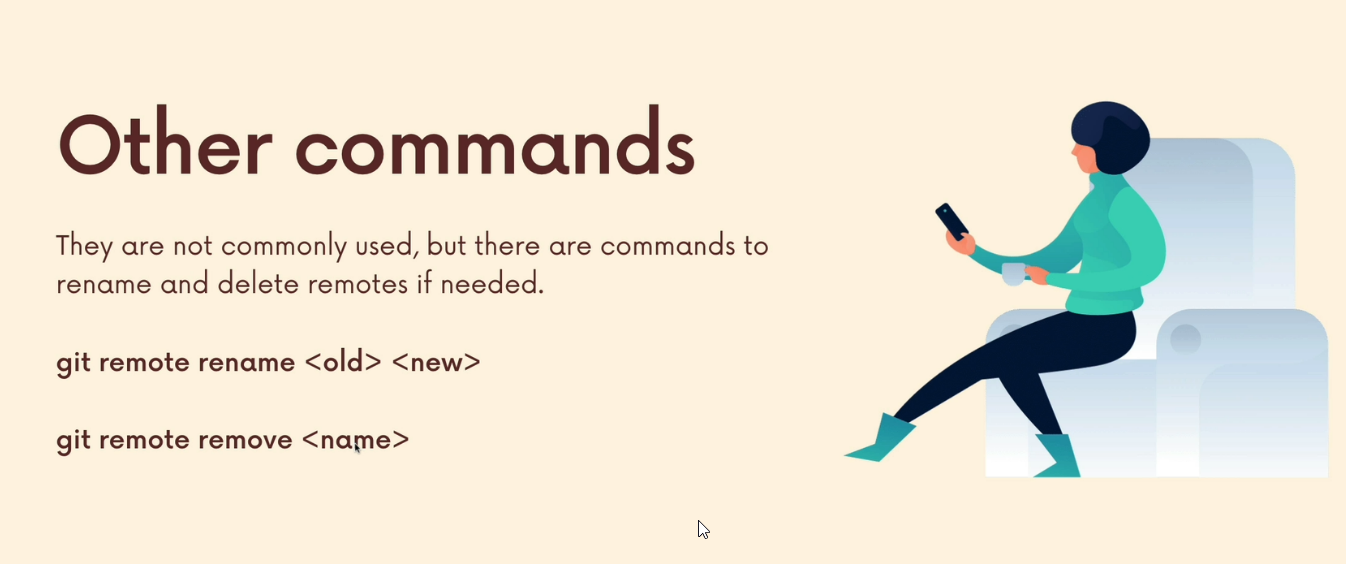 Other commands
They are not commonly used, but there are commands to
rename and delete remotes if needed.
git remote rename <old> <new>
git remote remove <name>